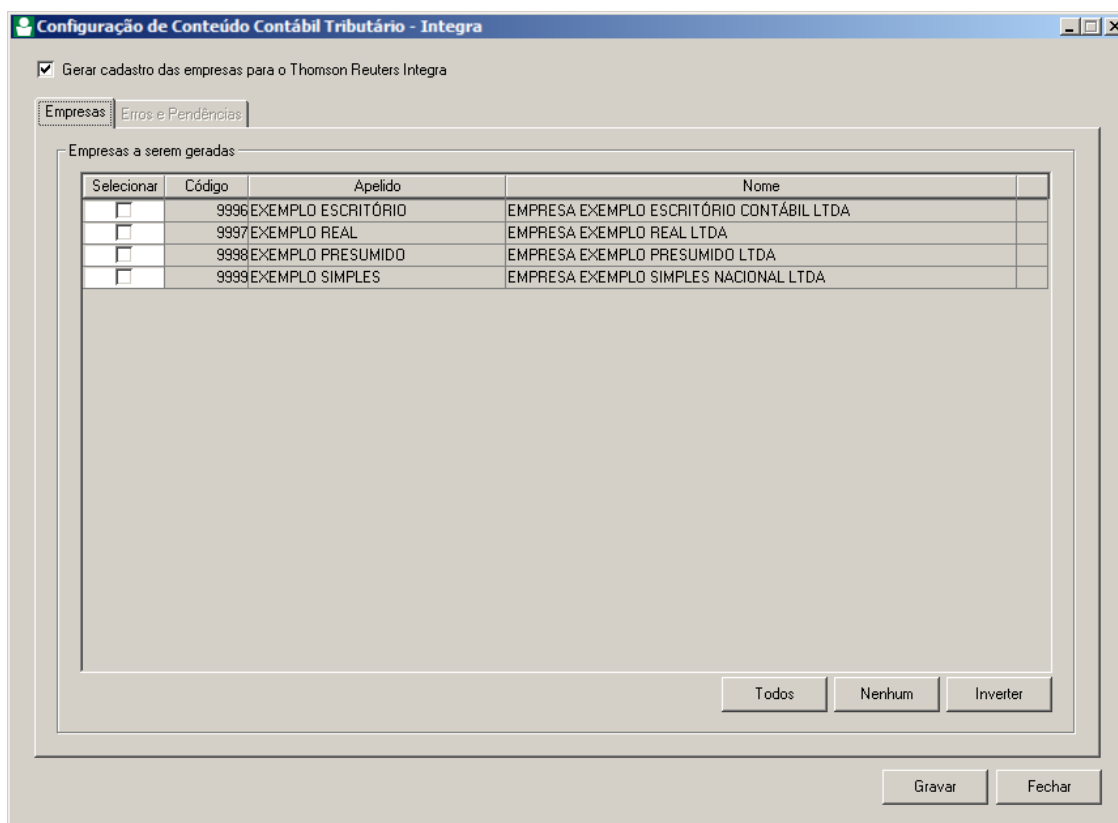 Configuração de Conteúdo Contábil Tributário - Integra
Gerar cadastro das empresas para o Thomson Reuters Integra
Empresas Erros e Pendências
Empresas a serem geradas
Selecionar Código Apelido Nome
9996 EXEMPLO ESCRITÓRIO EMPRESA EXEMPLO ESCRITÓRIO CONTÁBIL LTDA
9997 EXEMPLO REAL EMPRESA EXEMPLO REAL LTDA
9998 EXEMPLO PRESUMIDO EMPRESA EXEMPLO PRESUMIDO LTDA
9999 EXEMPLO SIMPLES EMPRESA EXEMPLO SIMPLES NACIONAL LTDA
Todos Nenhum Inverter
Gravar Fechar